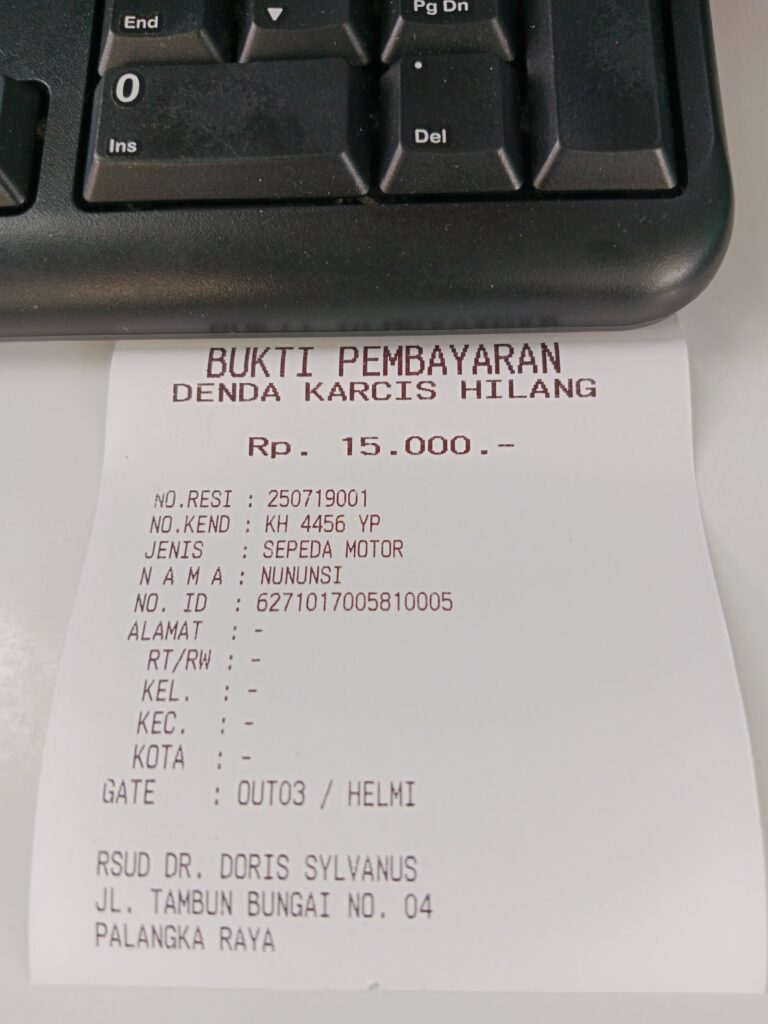 End
▼
Pg Dn
0
Ins
.
Del
BUKTI PEMBAYARAN
DENDA KARCIS HILANG
Rp. 15.000.-
NO.RESI : 250719001
NO.KEND : KH 4456 YP
JENIS : SEPEDA MOTOR
N A M A : NUNUNSI
NO. ID : 6271017005810005
ALAMAT : -
RT/RW : -
KEL. : -
KEC. : -
KOTA : -
GATE : OUT03 / HELMI
RSUD DR. DORIS SYLVANUS
JL. TAMBUN BUNGAI NO. 04
PALANGKA RAYA